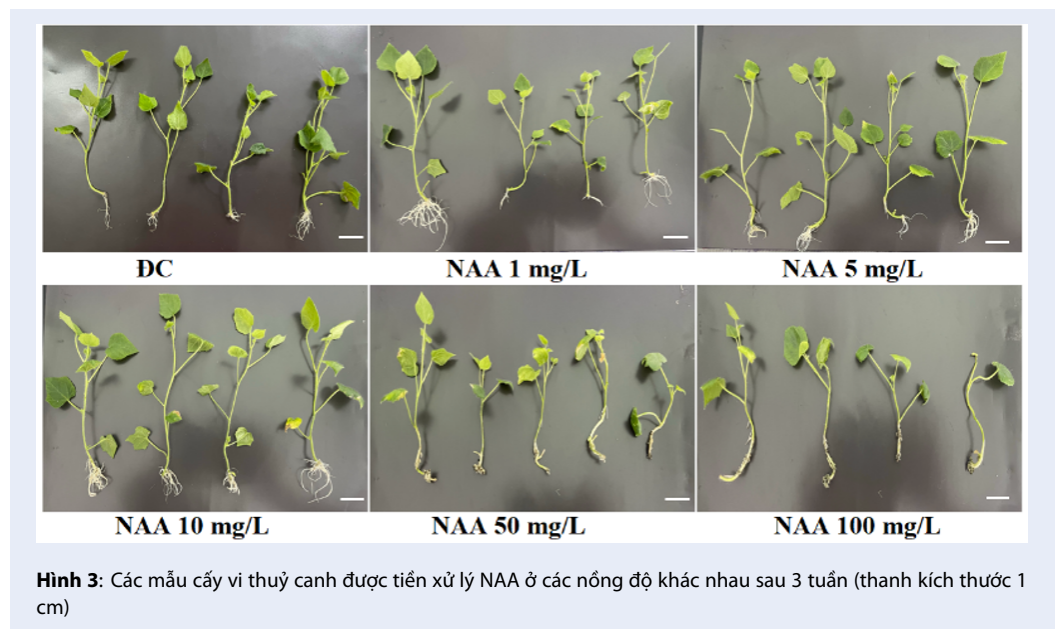 ĐC NAA 1 mg/L NAA 5 mg/L
NAA 10 mg/L NAA 50 mg/L NAA 100 mg/L
Hình 3: Các mẫu cấy vi thuỷ canh được tiền xử lý NAA ở các nồng độ khác nhau sau 3 tuần (thanh kích thước 1
cm)